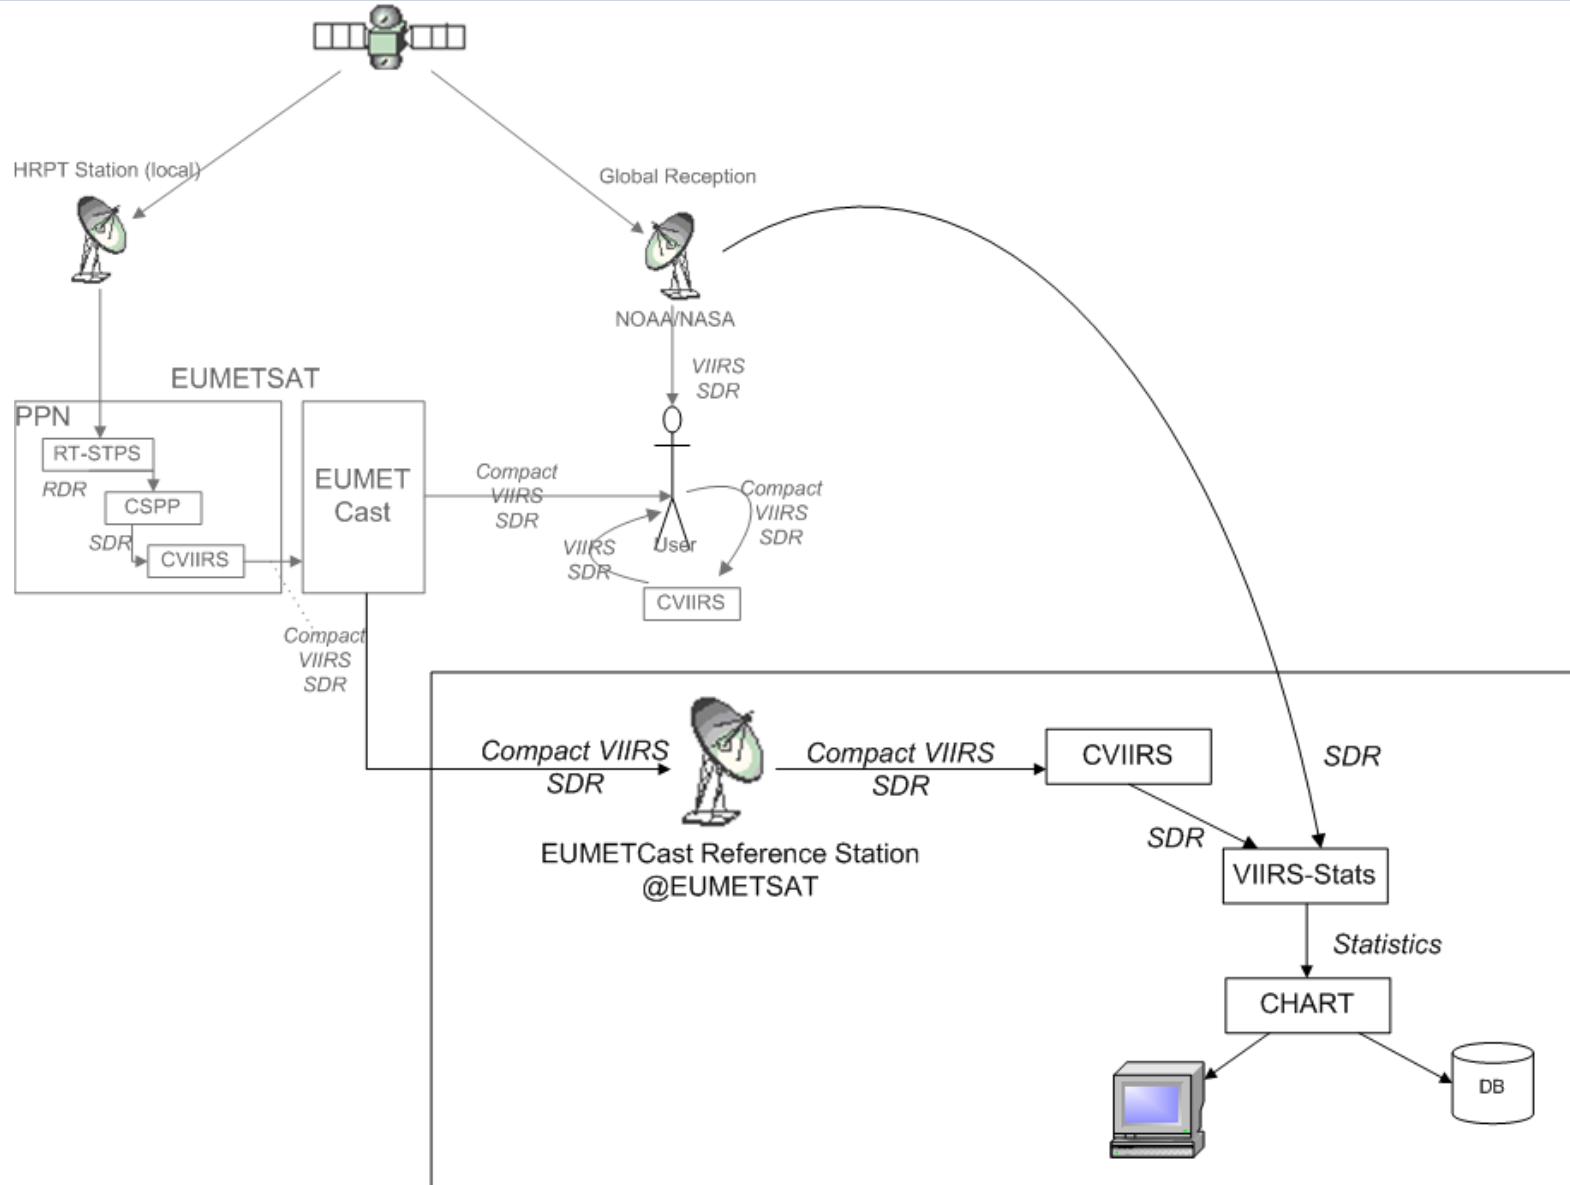 HRPT Station (local)
Global Reception
NOAA/NASA
VIIRS
SDR
EUMETSAT
PPN
RT-STPS
RDR
CSPP
SDR
CVIIRS
EUMET
Cast
Compact
VIIRS
SDR
Compact
VIIRS
SDR
User
Compact
VIIRS
SDR
VIIRS
SDR
CVIIRS
Compact VIIRS
SDR
EUMETCast Reference Station
@EUMETSAT
Compact VIIRS
SDR
CVIIRS
SDR
SDR
VIIRS-Stats
Statistics
CHART
DB